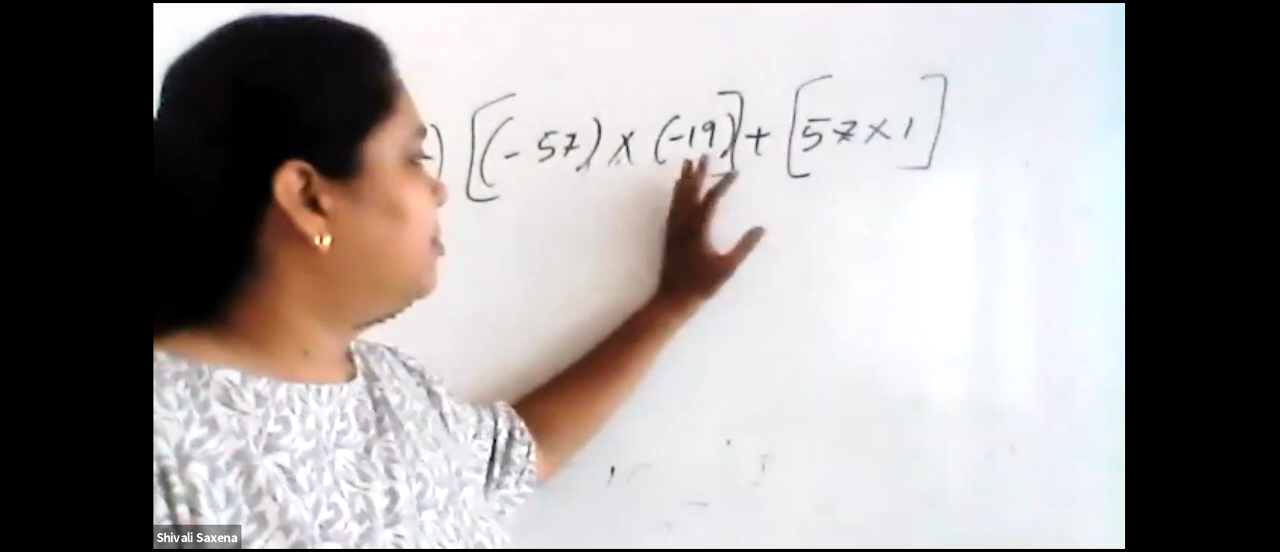 ) [(-57) × (-19)] + [57 × 1]
Shivali Saxena